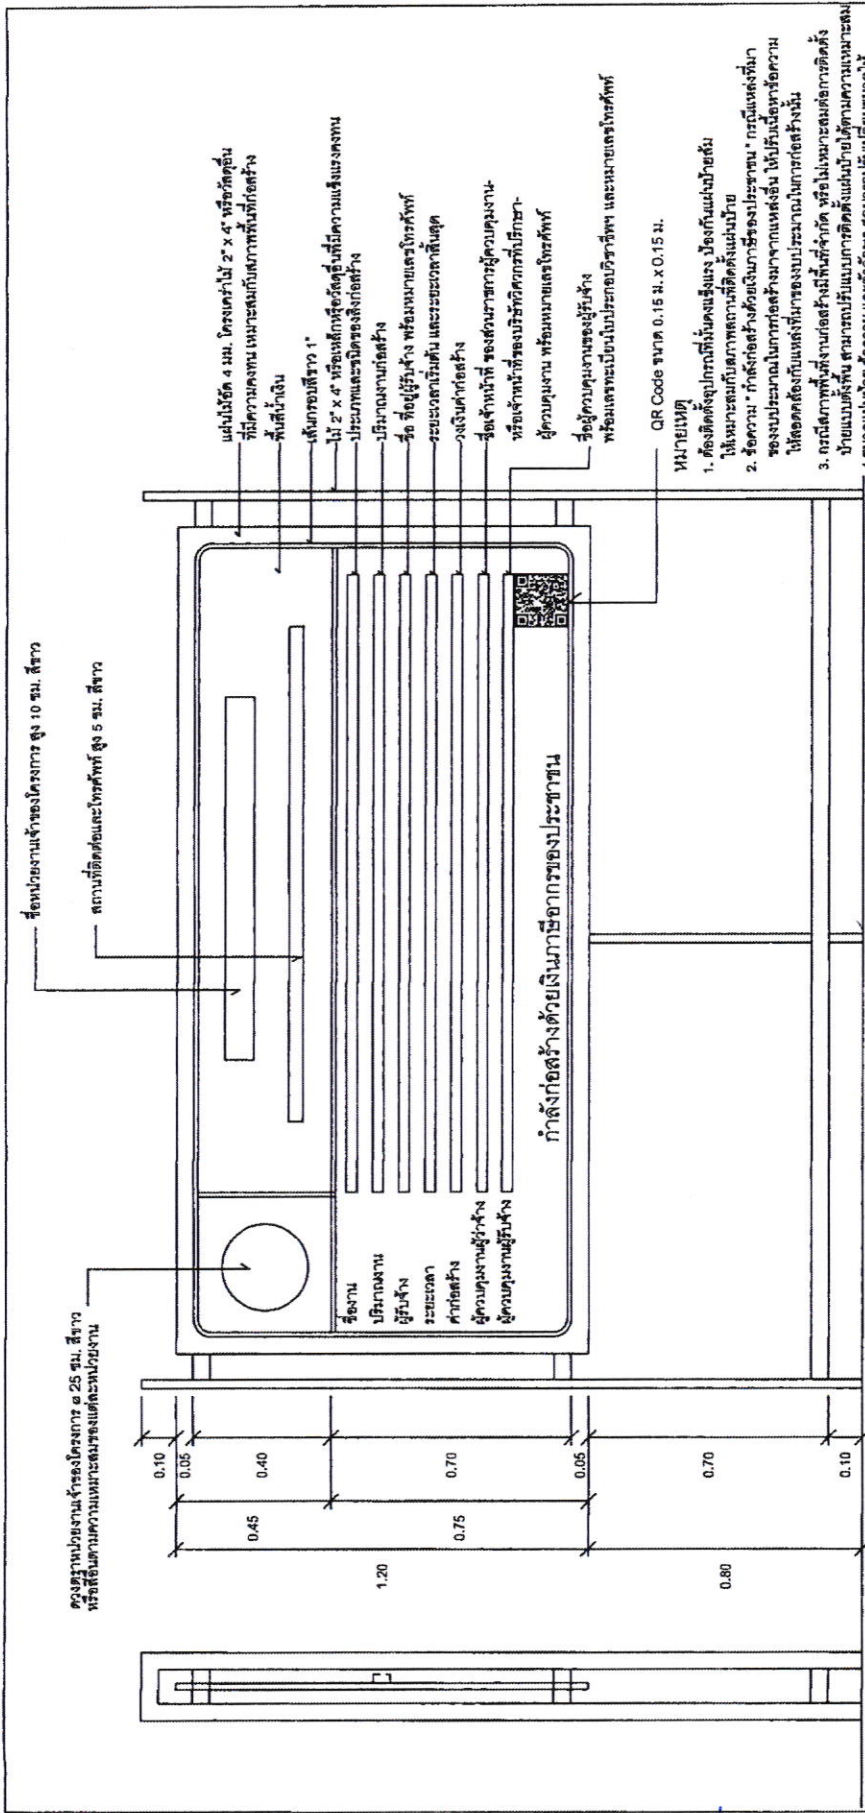 ชื่อหน่วยงานเจ้าของโครงการ สูง 10 ซม. สีขาว
สถานที่ติดต่อและโทรศัพท์ สูง 5 ซม. สีขาว
ดวงตราหน่วยงานเจ้าของโครงการ ø 25 ซม. สีขาว
หรือสีอื่นตามความเหมาะสมของแต่ละหน่วยงาน
แผ่นไม้อัด 4 มม. โครงเคร่าไม้ 2" x 4" หรือวัสดุอื่น
ที่มีความคงทน เหมาะสมกับสภาพพื้นที่ก่อสร้าง
พื้นสีน้ำเงิน
เส้นกรอบสีขาว 1"
ไม้ 2" x 4" หรือเหล็กหรือวัสดุอื่นที่มีความแข็งแรงคงทน
ประเภทและชนิดของสิ่งก่อสร้าง
ปริมาณงานก่อสร้าง
ชื่อ ที่อยู่ผู้รับจ้าง พร้อมหมายเลขโทรศัพท์
ระยะเวลาเริ่มต้น และระยะเวลาสิ้นสุด
วงเงินค่าก่อสร้าง
ชื่อเจ้าหน้าที่ ของส่วนราชการผู้ควบคุมงาน-
หรือเจ้าหน้าที่ของบริษัทวิศวกรที่ปรึกษา-
ผู้ควบคุมงาน พร้อมหมายเลขโทรศัพท์
ชื่อผู้ควบคุมงานของผู้รับจ้าง
พร้อมเลขทะเบียนใบประกอบวิชาชีพฯ และหมายเลขโทรศัพท์
QR Code ขนาด 0.15 ม. x 0.15 ม.
ชื่องาน
ปริมาณงาน
ผู้รับจ้าง
ระยะเวลา
ค่าก่อสร้าง
ผู้ควบคุมงานผู้ว่าจ้าง
ผู้ควบคุมงานผู้รับจ้าง
กำลังก่อสร้างด้วยเงินภาษีอากรของประชาชน
0.10
0.05
0.40
0.70
0.05
0.70
0.10
0.45
0.75
1.20
0.80
หมายเหตุ
1. ต้องติดตั้งอุปกรณ์ที่มั่นคงแข็งแรง ป้องกันแผ่นป้ายล้ม
ให้เหมาะสมกับสภาพสถานที่ติดตั้งแผ่นป้าย
2. ข้อความ " กำลังก่อสร้างด้วยเงินภาษีของประชาชน " กรณีแหล่งที่มา
ของงบประมาณในการก่อสร้างมาจากแหล่งอื่น ให้ปรับเนื้อหาข้อความ
ให้สอดคล้องกับแหล่งที่มาของงบประมาณในการก่อสร้างนั้น
3. กรณีสภาพพื้นที่งานก่อสร้างมีพื้นที่จำกัด หรือไม่เหมาะสมต่อการติดตั้ง
ป้ายแบบตั้งพื้น สามารถปรับแบบการติดตั้งแผ่นป้ายได้ตามความเหมาะสม